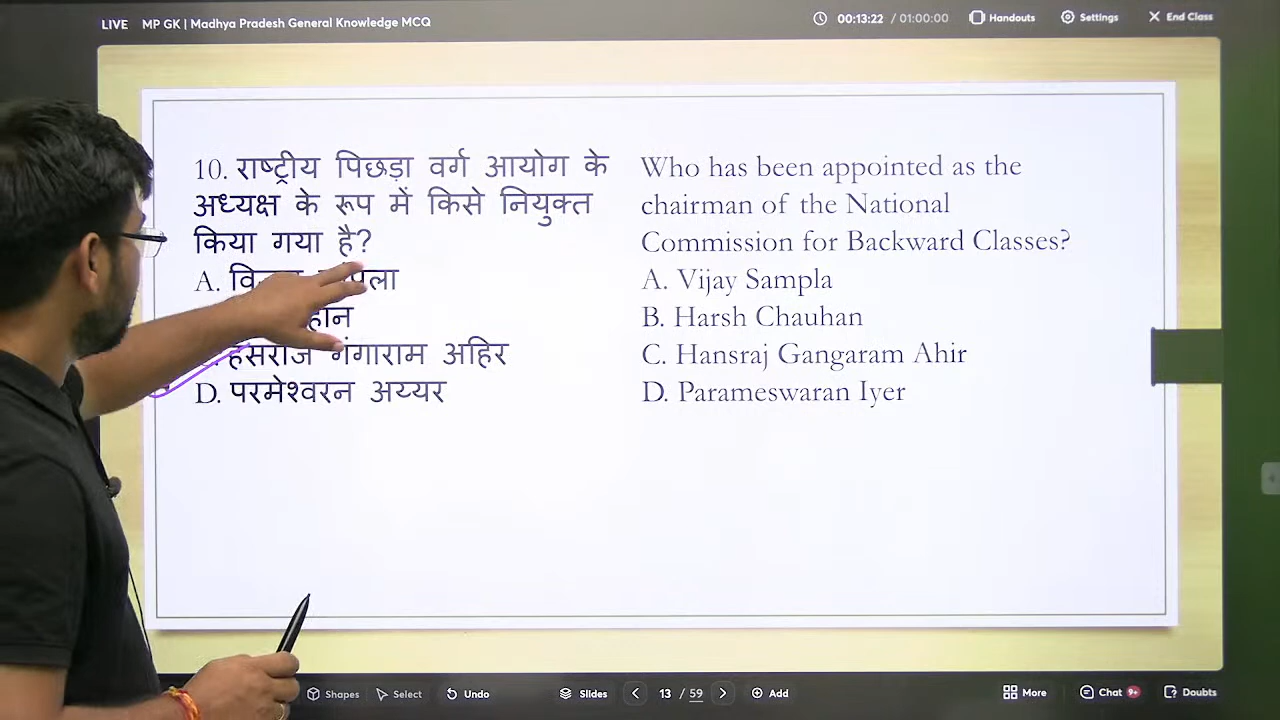 LIVE MP GK | Madhya Pradesh General Knowledge MCQ
00:13:22 / 01:00:00 Handouts Settings End Class
10. राष्ट्रीय पिछड़ा वर्ग आयोग के
अध्यक्ष के रूप में किसे नियुक्त
किया गया है?
A.
D. परमेश्वरन अय्यर
गंगाराम अहिर
Who has been appointed as the
chairman of the National
Commission for Backward Classes?
A. Vijay Sampla
B. Harsh Chauhan
C. Hansraj Gangaram Ahir
D. Parameswaran Iyer
Shapes Select Undo Slides 13 / 59 Add More Chat 9+ Doubts